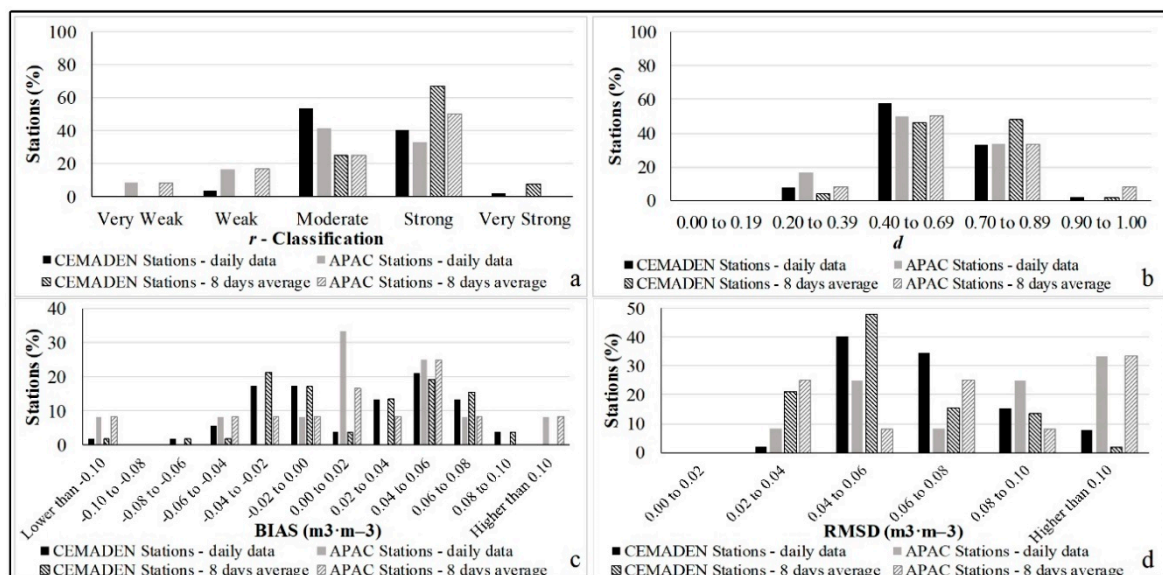 100
80
60
40
20
0
Stations (%)
Very Weak Weak Moderate Strong Very Strong
r - Classification
CEMADEN Stations - daily data APAC Stations - daily data
CEMADEN Stations - 8 days average APAC Stations - 8 days average
a
100
80
60
40
20
0
Stations (%)
0.00 to 0.19 0.20 to 0.39 0.40 to 0.69 0.70 to 0.89 0.90 to 1.00
d
CEMADEN Stations - daily data APAC Stations - daily data
CEMADEN Stations - 8 days average APAC Stations - 8 days average
b
40
30
20
10
0
Stations (%)
Lower than -0.10 -0.10 to -0.08 -0.08 to -0.06 -0.06 to -0.04 -0.04 to -0.02 -0.02 to 0.00 0.00 to 0.02 0.02 to 0.04 0.04 to 0.06 0.06 to 0.08 0.08 to 0.10 Higher than 0.10
BIAS (m3·m–3)
CEMADEN Stations - daily data APAC Stations - daily data
CEMADEN Stations - 8 days average APAC Stations - 8 days average
c
50
40
30
20
10
0
Stations (%)
0.00 to 0.02 0.02 to 0.04 0.04 to 0.06 0.06 to 0.08 0.08 to 0.10 Higher than 0.10
RMSD (m3·m–3)
CEMADEN Stations - daily data APAC Stations - daily data
CEMADEN Stations - 8 days average APAC Stations - 8 days average
d